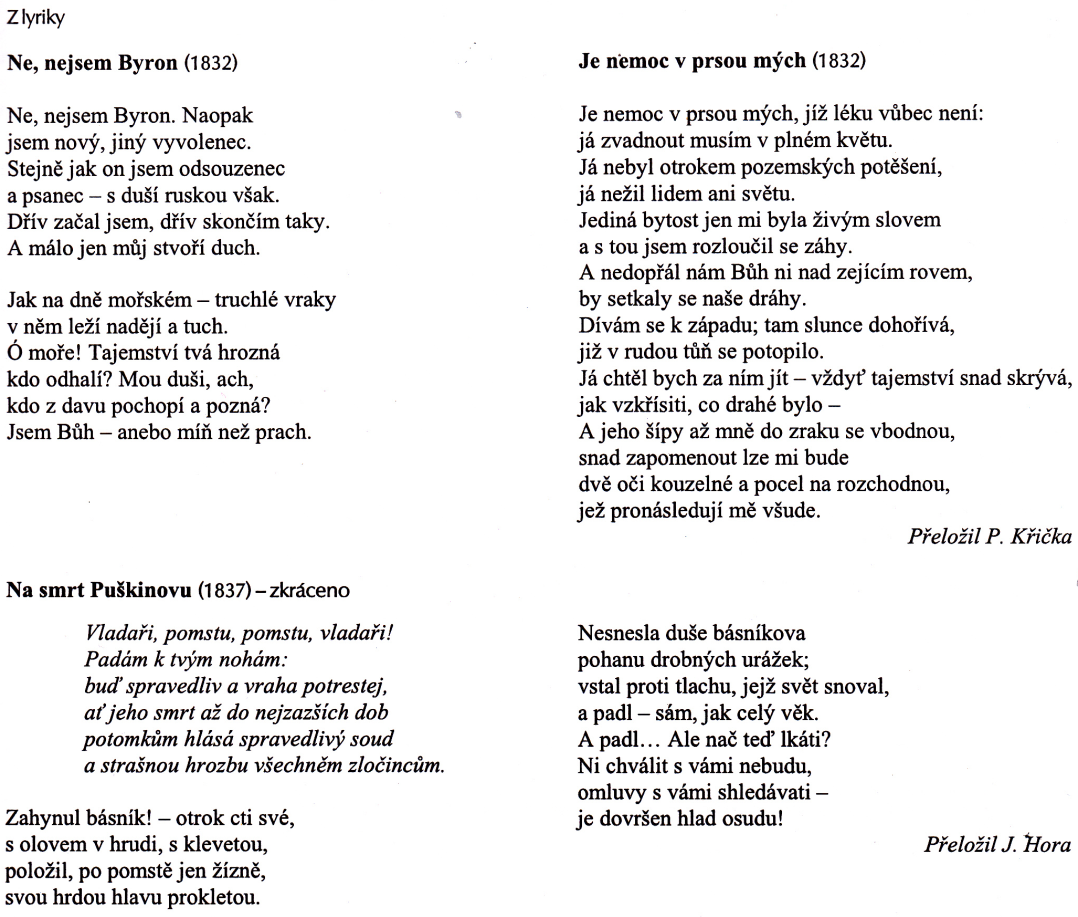 Z lyriky
Ne, nejsem Byron (1832)
Ne, nejsem Byron. Naopak
jsem nový, jiný vyvolenec.
Stejně jak on jsem odsouzenec
a psanec – s duší ruskou však.
Dřív začal jsem, dřív skončím taky.
A málo jen můj stvoří duch.
Jak na dně mořském – truchlé vraky
v něm leží nadějí a tuch.
Ó moře! Tajemství tvá hrozná
kdo odhalí? Mou duši, ach,
kdo z davu pochopí a pozná?
Jsem Bůh – anebo míň než prach.
Je nemoc v prsou mých (1832)
Je nemoc v prsou mých, jíž léku vůbec není:
já zvadnout musím v plném květu.
Já nebyl otrokem pozemských potěšení,
já nežil lidem ani světu.
Jediná bytost jen mi byla živým slovem
a s tou jsem rozloučil se záhy.
A nedopřál nám Bůh ni nad zejícím rovem,
by setkaly se naše dráhy.
Dívám se k západu; tam slunce dohořívá,
již v rudou tůň se potopilo.
Já chtěl bych za ním jít – vždyť tajemství snad skrývá,
jak vzkřísiti, co drahé bylo –
A jeho šípy až mně do zraku se vbodnou,
snad zapomenout lze mi bude
dvě oči kouzelné a pocel na rozchodnou,
jež pronásledují mě všude.
Přeložil P. Křička
Na smrt Puškinovu (1837) – zkráceno
Vladaři, pomstu, pomstu, vladaři!
Padám k tvým nohám:
buď spravedliv a vraha potrestej,
ať jeho smrt až do nejzazších dob
potomkům hlásá spravedlivý soud
a strašnou hrozbu všechněm zločincům.
Zahynul básník! – otrok cti své,
s olovem v hrudi, s klevetou,
položil, po pomstě jen žízně,
svou hrdou hlavu prokletou.
Nesnesla duše básníkova
pohanu drobných urážek;
vstal proti tlachu, jejž svět snoval,
a padl – sám, jak celý věk.
A padl… Ale nač teď lkáti?
Ni chválit s vámi nebudu,
omluvy s vámi shledávati –
je dovršen hlad osudu!
Přeložil J. Hora